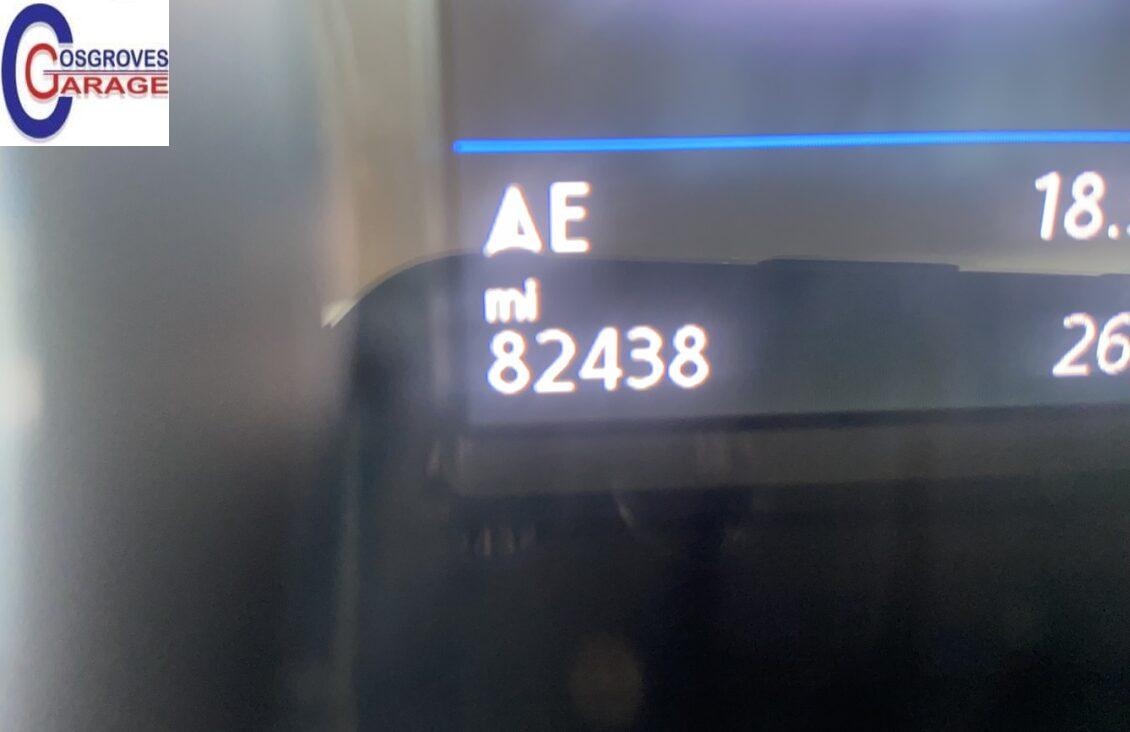 COSGROVES
GARAGE
E 18..
mi
82438 26